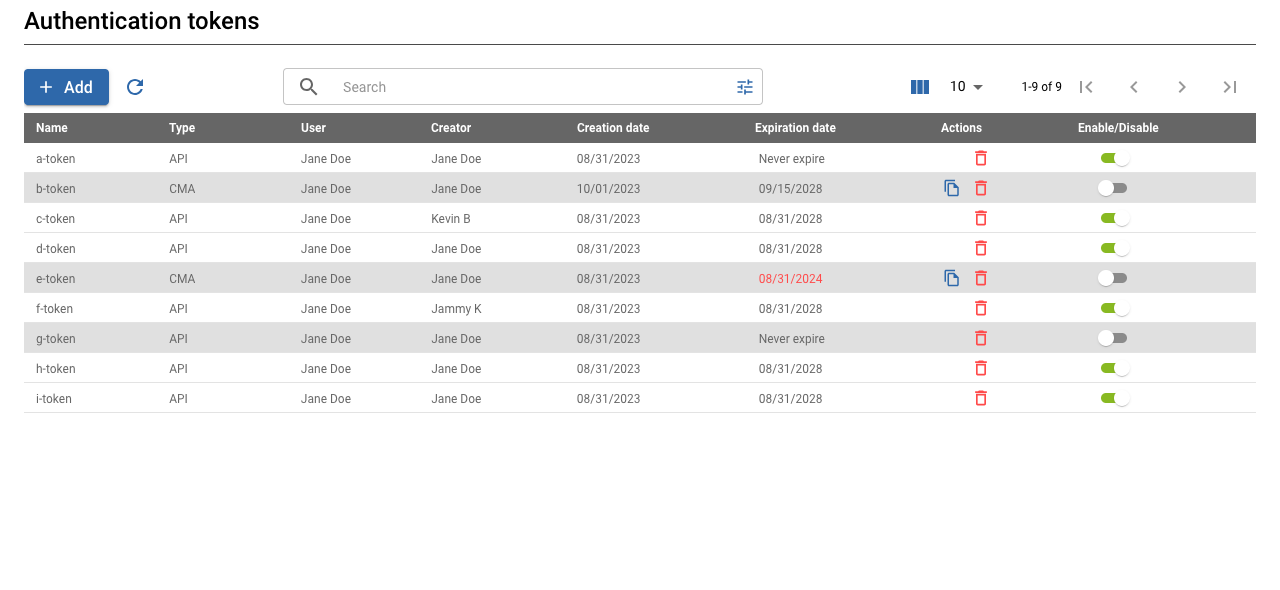 Authentication tokens
Add Search 10 1-9 of 9
Name Type User Creator Creation date Expiration date Actions Enable/Disable
a-token API Jane Doe Jane Doe 08/31/2023 Never expire
b-token CMA Jane Doe Jane Doe 10/01/2023 09/15/2028
c-token API Jane Doe Kevin B 08/31/2023 08/31/2028
d-token API Jane Doe Jane Doe 08/31/2023 08/31/2028
e-token CMA Jane Doe Jane Doe 08/31/2023 08/31/2024
f-token API Jane Doe Jammy K 08/31/2023 08/31/2028
g-token API Jane Doe Jane Doe 08/31/2023 Never expire
h-token API Jane Doe Jane Doe 08/31/2023 08/31/2028
i-token API Jane Doe Jane Doe 08/31/2023 08/31/2028